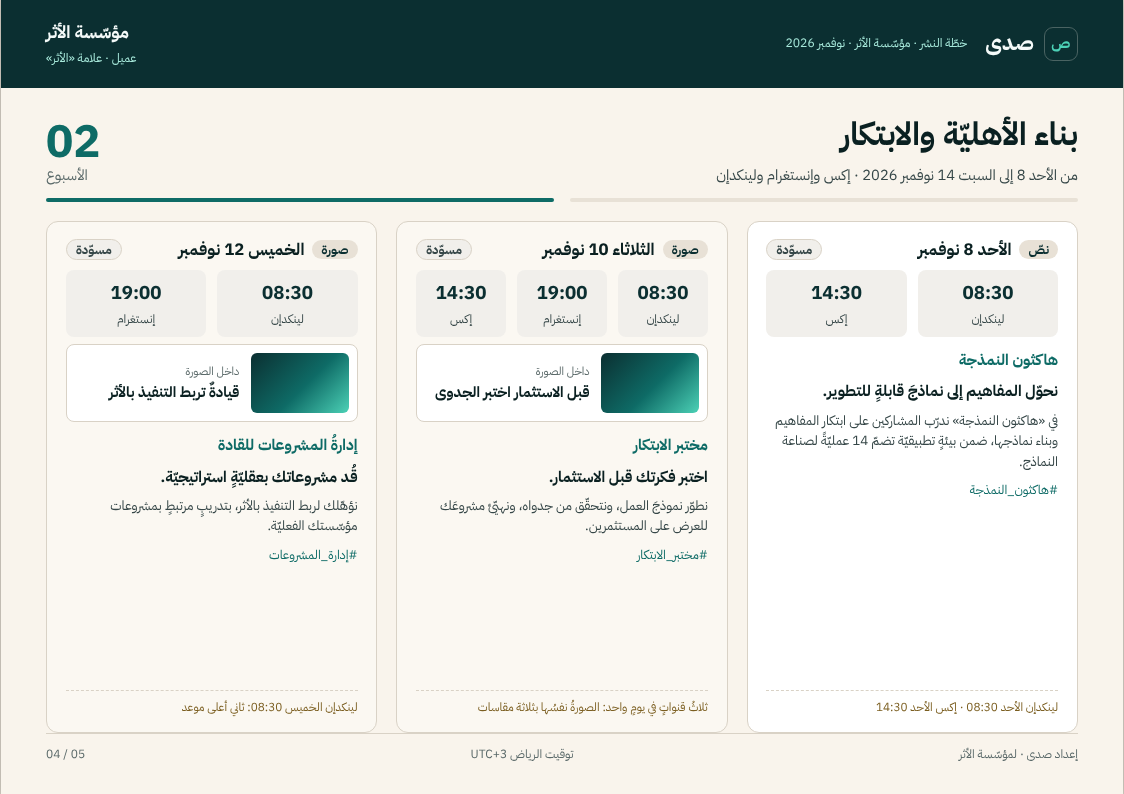 ص
صدى
خطّة النشر · مؤسّسة الأثر · نوفمبر 2026
مؤسّسة الأثر
عميل · علامة «الأثر»
بناء الأهليّة والابتكار
من الأحد 8 إلى السبت 14 نوفمبر 2026 · إكس وإنستغرام ولينكدإن
02
الأسبوع
نصّ
الأحد 8 نوفمبر
مسوّدة
08:30
لينكدإن
14:30
إكس
هاكثون النمذجة
نحوّل المفاهيم إلى نماذجَ قابلةٍ للتطوير.
في «هاكثون النمذجة» ندرّب المشاركين على ابتكار المفاهيم
وبناء نماذجها، ضمن بيئةٍ تطبيقيّة تضمّ 14 عمليّةً لصناعة
النماذج.
#هاكثون_النمذجة
لينكدإن الأحد 08:30 · إكس الأحد 14:30
صورة
الثلاثاء 10 نوفمبر
مسوّدة
08:30
لينكدإن
19:00
إنستغرام
14:30
إكس
داخل الصورة
قبل الاستثمار اختبر الجدوى
مختبر الابتكار
اختبر فكرتك قبل الاستثمار.
نطوّر نموذجَ العمل، ونتحقّق من جدواه، ونهيّئ مشروعَك
للعرض على المستثمرين.
#مختبر_الابتكار
ثلاثُ قنواتٍ في يومٍ واحد: الصورةُ نفسُها بثلاثة مقاسات
صورة
الخميس 12 نوفمبر
مسوّدة
08:30
لينكدإن
19:00
إنستغرام
داخل الصورة
قيادةٌ تربط التنفيذ بالأثر
إدارةُ المشروعات للقادة
قُد مشروعاتك بعقليّةٍ استراتيجيّة.
نؤهّلك لربط التنفيذ بالأثر، بتدريبٍ مرتبطٍ بمشروعات
مؤسّستك الفعليّة.
#إدارة_المشروعات
لينكدإن الخميس 08:30: ثاني أعلى موعد
إعداد صدى · لمؤسّسة الأثر
توقيت الرياض UTC+3
04 / 05